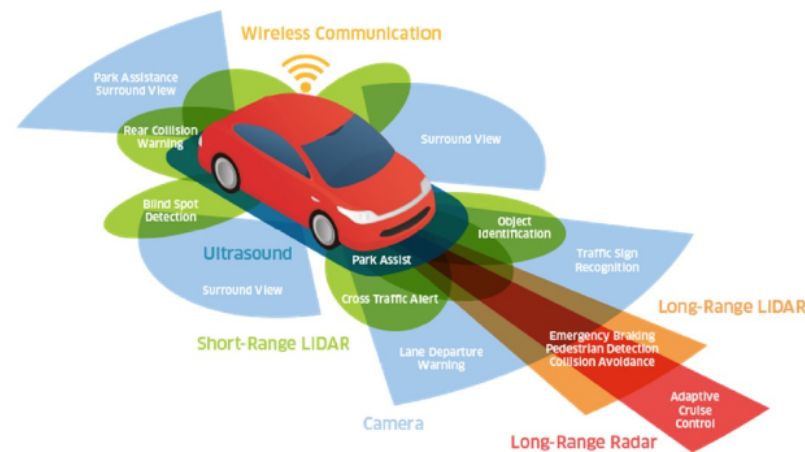 Wireless Communication
Park Assistance
Surround View
Rear Collision
Warning
Surround View
Blind Spot
Detection
Object
Identification
Ultrasound
Park Assist
Traffic Sign
Recognition
Surround View
Cross Traffic Alert
Long-Range LIDAR
Short-Range LIDAR
Emergency Braking
Pedestrian Detection
Collision Avoidance
Lane Departure
Warning
Adaptive
Cruise
Control
Camera
Long-Range Radar